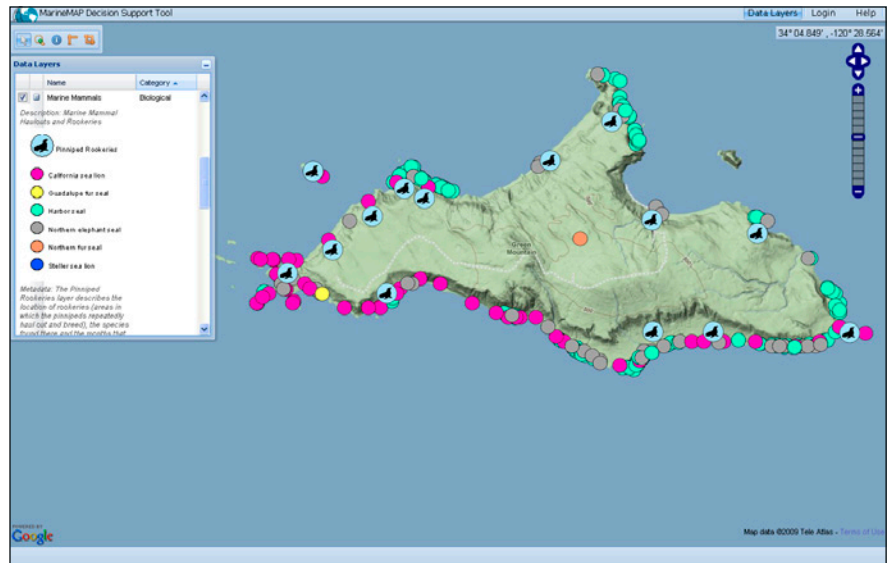 MarineMAP Decision Support Tool
Data Layers Login Help
34° 04.849' , -120° 28.564'
Data Layers
Name Category
Marine Mammals Biological
Description: Marine Mammal
Haulouts and Rookeries
Pinniped Rookeries
California sea lion
Guadalupe fur seal
Harbor seal
Northern elephant seal
Northern fur seal
Steller sea lion
Metadata: The Pinniped
Rookeries layer describes the
location of rookeries (areas in
which the pinnipeds repeatedly
haul out and breed), the species
found there and the months that
Green
Mountain
POWERED BY
Google
Map data ©2009 Tele Atlas - Terms of Use